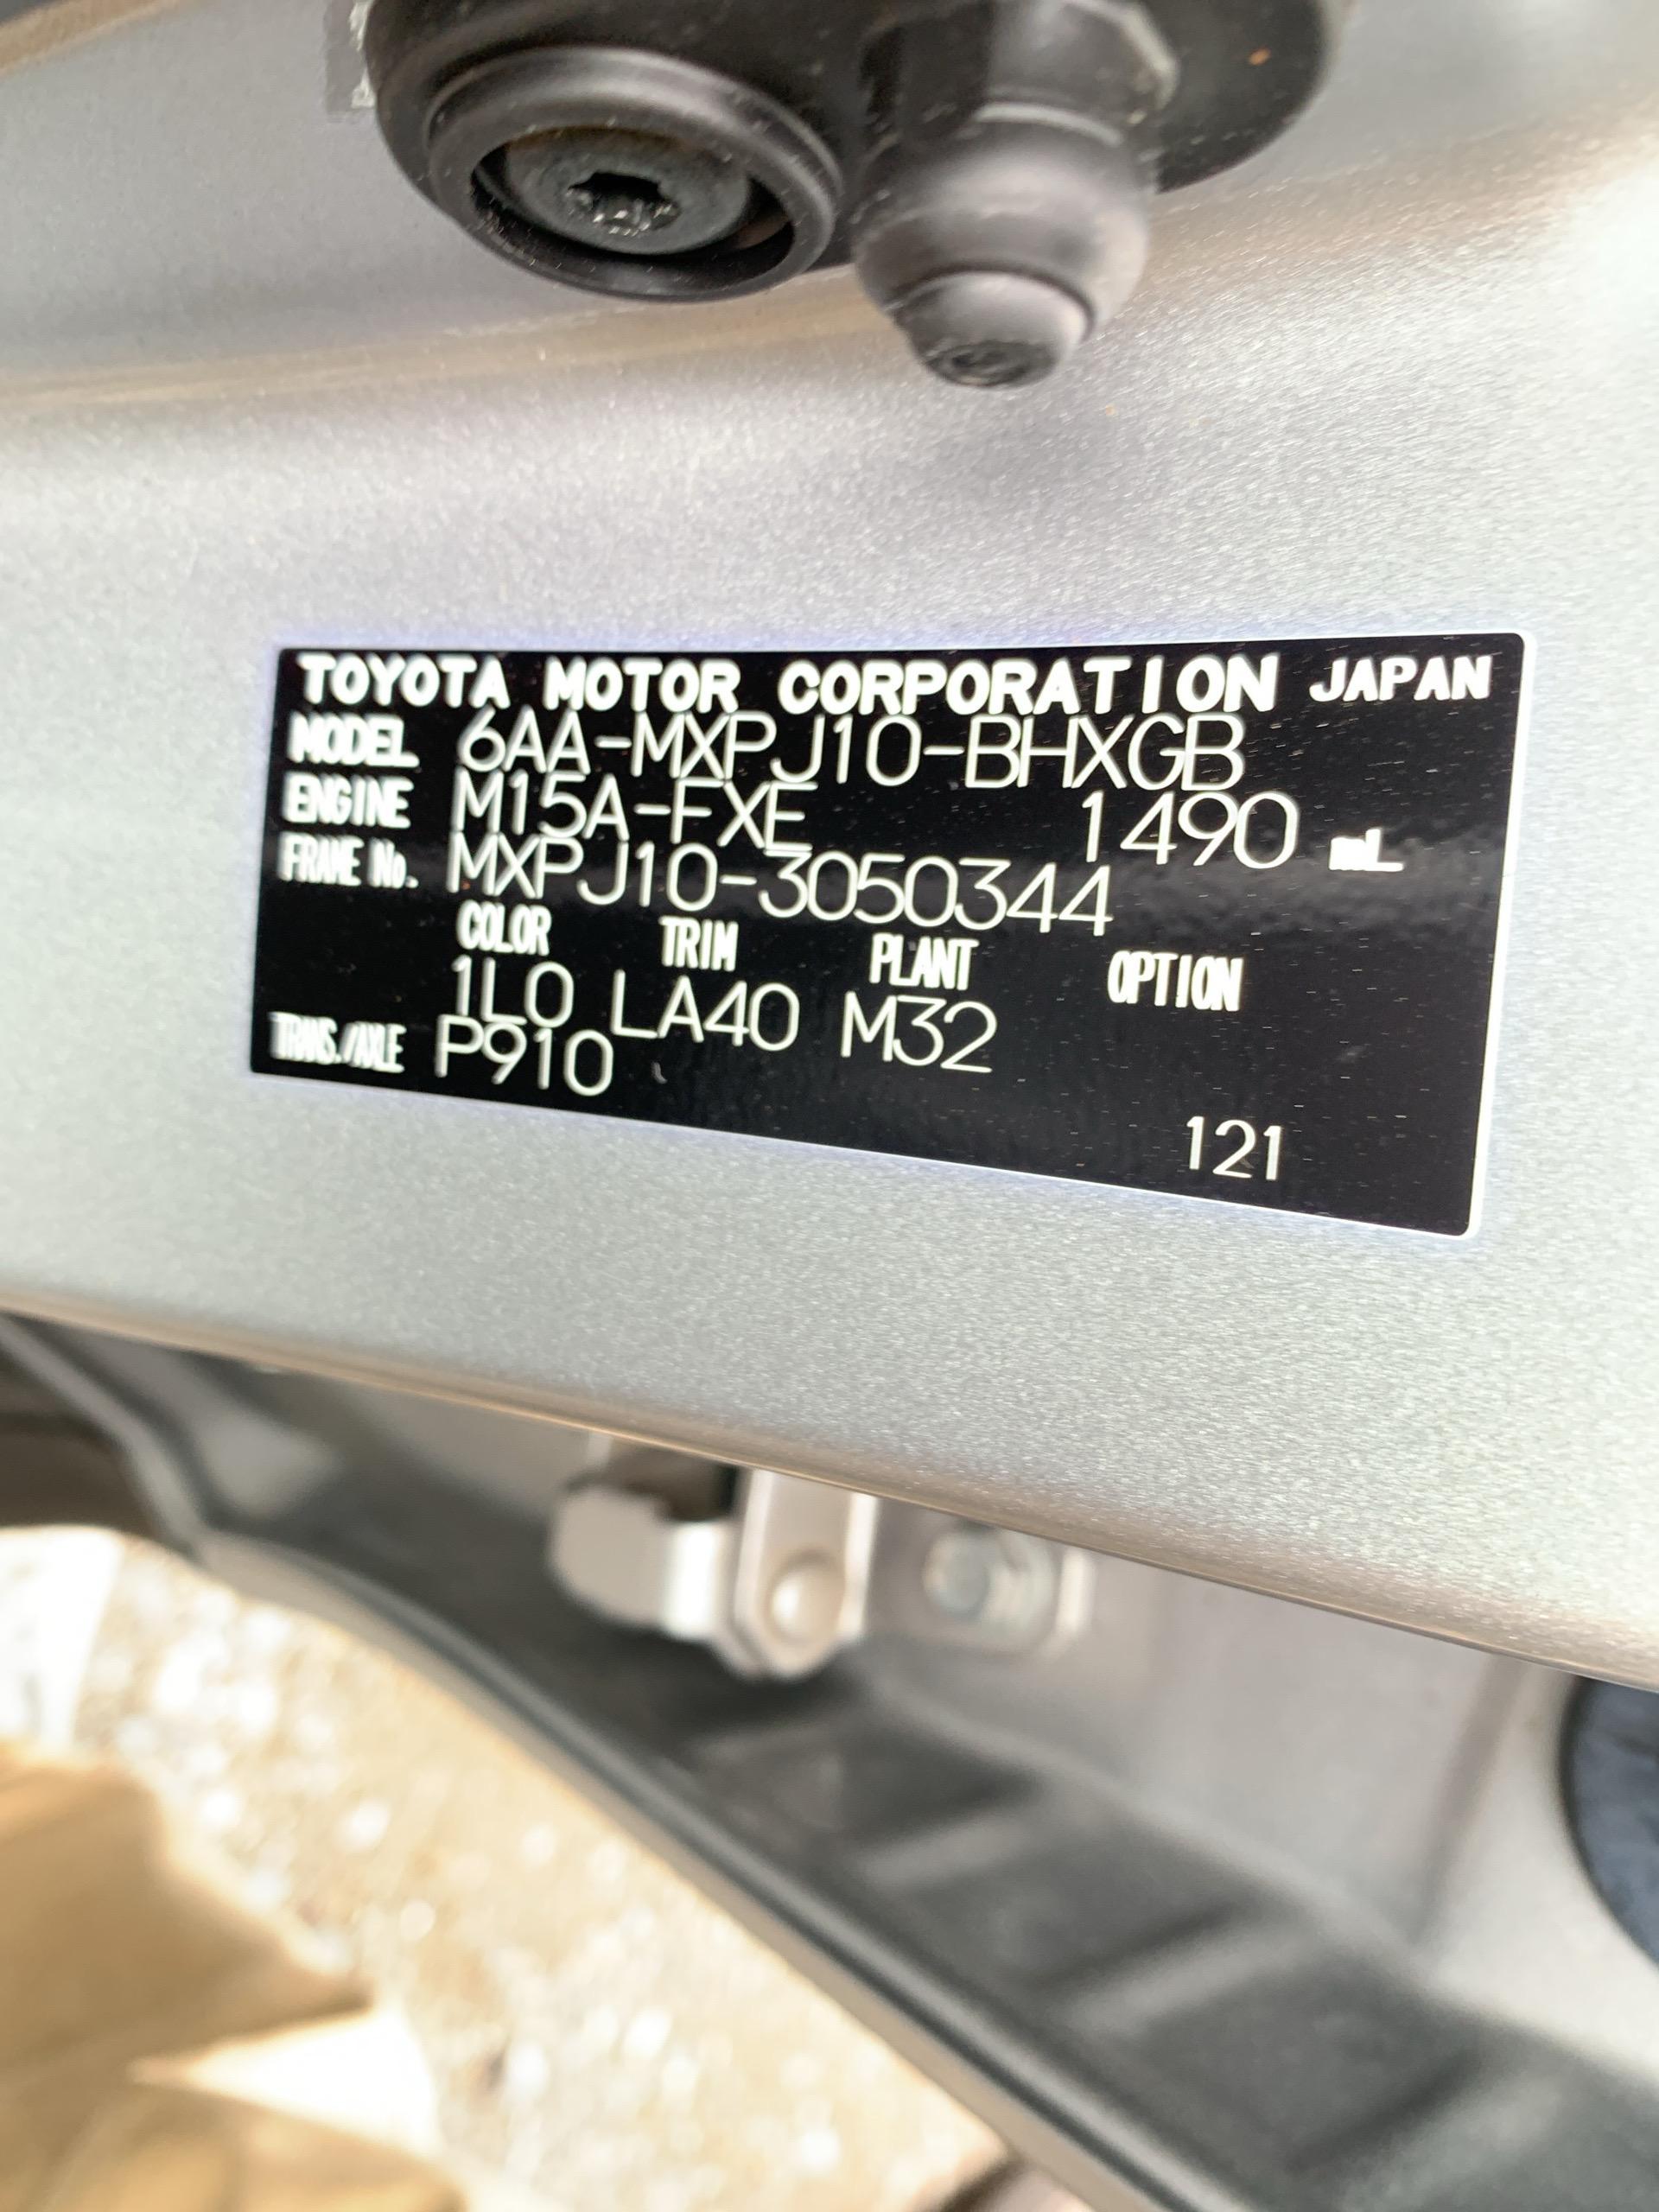 TOYOTA MOTOR CORPORATION JAPAN
MODEL 6AA-MXPJ10-BHXGB
ENGINE M15A-FXE 1490 mL
FRAME No. MXPJ10-3050344
COLOR TRIM PLANT OPTION
1L0 LA40 M32
TRANS./AXLE P910
121